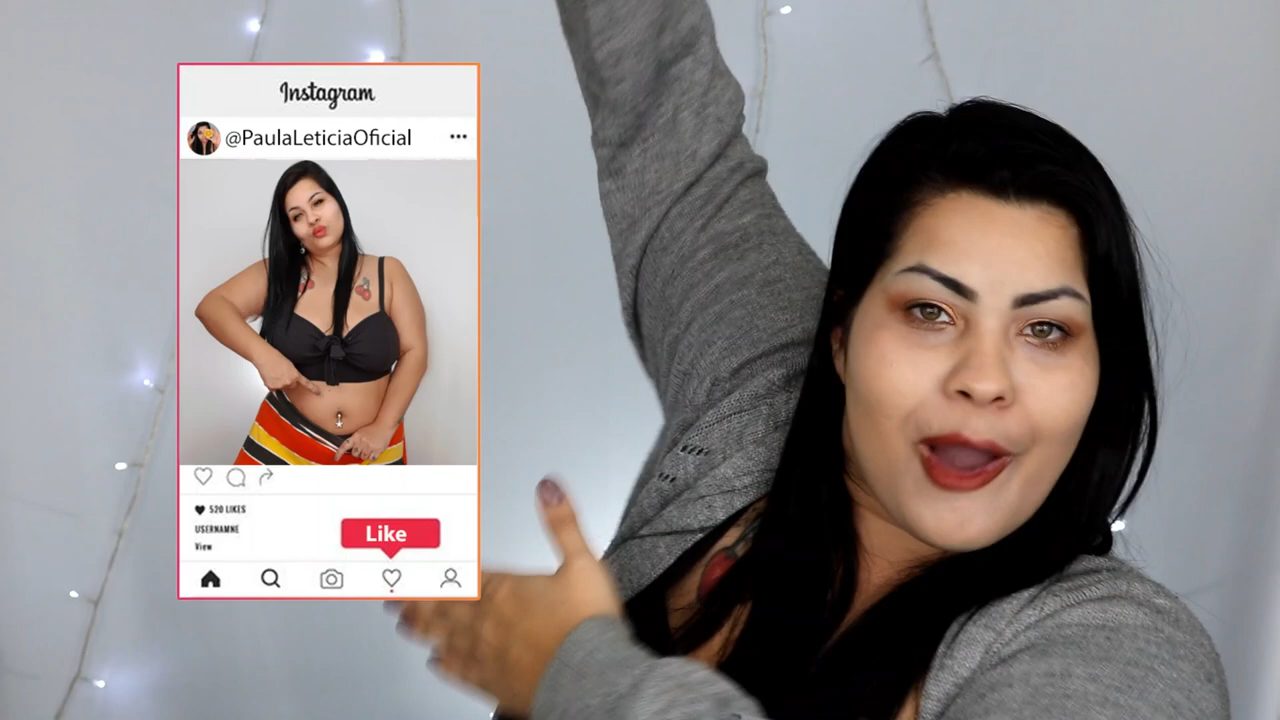 Instagram
@PaulaLeticiaOficial
520 LIKES
USERNAMNE
View
Like